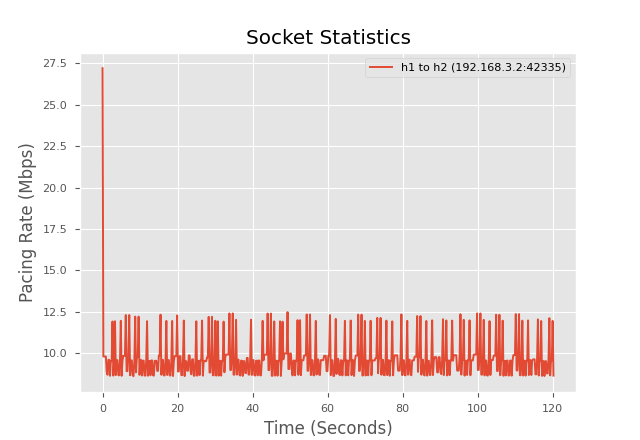 Socket Statistics
h1 to h2 (192.168.3.2:42335)
Pacing Rate (Mbps)
27.5
25.0
22.5
20.0
17.5
15.0
12.5
10.0
0 20 40 60 80 100 120
Time (Seconds)